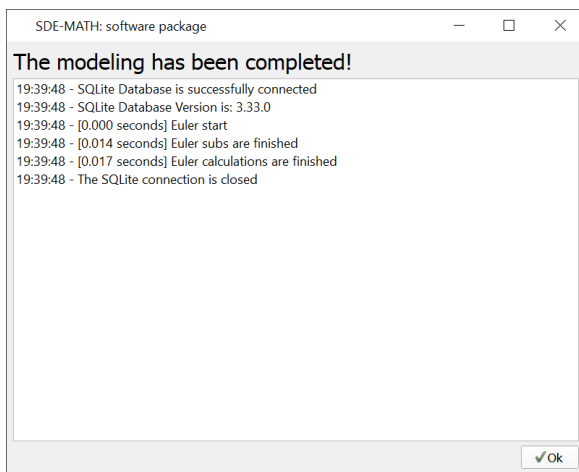 SDE-MATH: software package
The modeling has been completed!
19:39:48 - SQLite Database is successfully connected
19:39:48 - SQLite Database Version is: 3.33.0
19:39:48 - [0.000 seconds] Euler start
19:39:48 - [0.014 seconds] Euler subs are finished
19:39:48 - [0.017 seconds] Euler calculations are finished
19:39:48 - The SQLite connection is closed
Ok